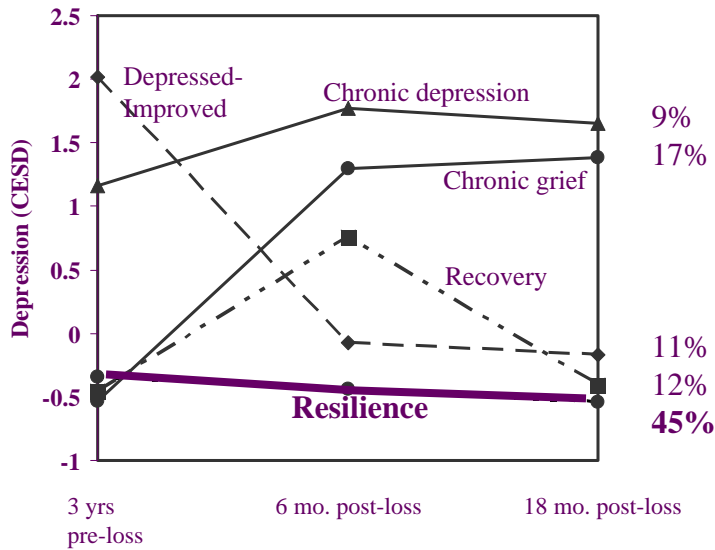 2.5
2
1.5
1
0.5
0
-0.5
-1
Depression (CESD)
Depressed-
Improved
Chronic depression
Chronic grief
Recovery
Resilience
9%
17%
11%
12%
45%
3 yrs
pre-loss
6 mo. post-loss
18 mo. post-loss